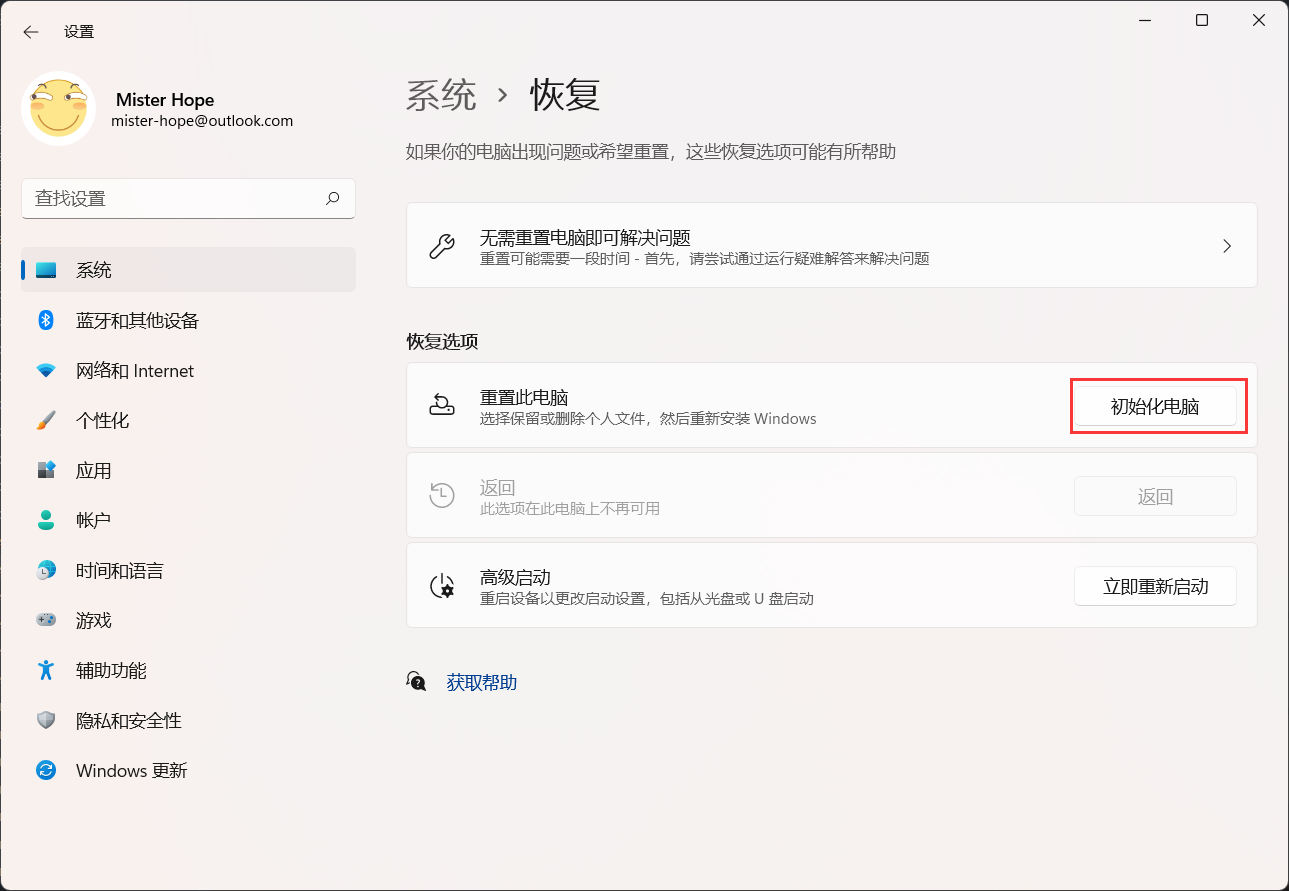 设置
Mister Hope
mister-hope@outlook.com
查找设置
系统
蓝牙和其他设备
网络和 Internet
个性化
应用
帐户
时间和语言
游戏
辅助功能
隐私和安全性
Windows 更新
系统 › 恢复
如果你的电脑出现问题或希望重置，这些恢复选项可能有所帮助
无需重置电脑即可解决问题
重置可能需要一段时间 - 首先，请尝试通过运行疑难解答来解决问题
恢复选项
重置此电脑
选择保留或删除个人文件，然后重新安装 Windows
初始化电脑
返回
此选项在此电脑上不再可用
返回
高级启动
重启设备以更改启动设置，包括从光盘或 U 盘启动
立即重新启动
获取帮助